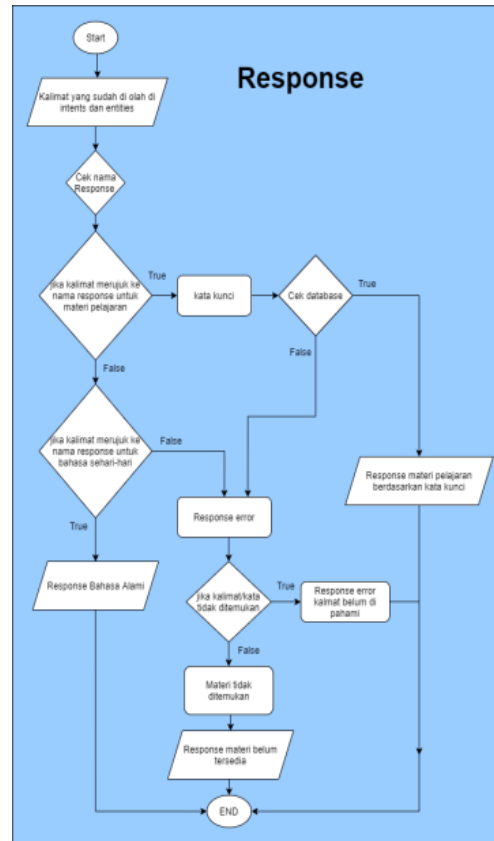 Start
Response
Kalimat yang sudah di olah di
intents dan entities
Cek nama
Response
jika kalimat merujuk ke
nama response untuk
materi pelajaran
True
kata kunci
Cek database
True
False
False
jika kalimat merujuk ke
nama response untuk
bahasa sehari-hari
False
Response materi pelajaran
berdasarkan kata kunci
Response error
True
Response Bahasa Alami
jika kalimat/kata
tidak ditemukan
True
Response error
kalmat belum di
pahami
False
Materi tidak
ditemukan
Response materi belum
tersedia
END